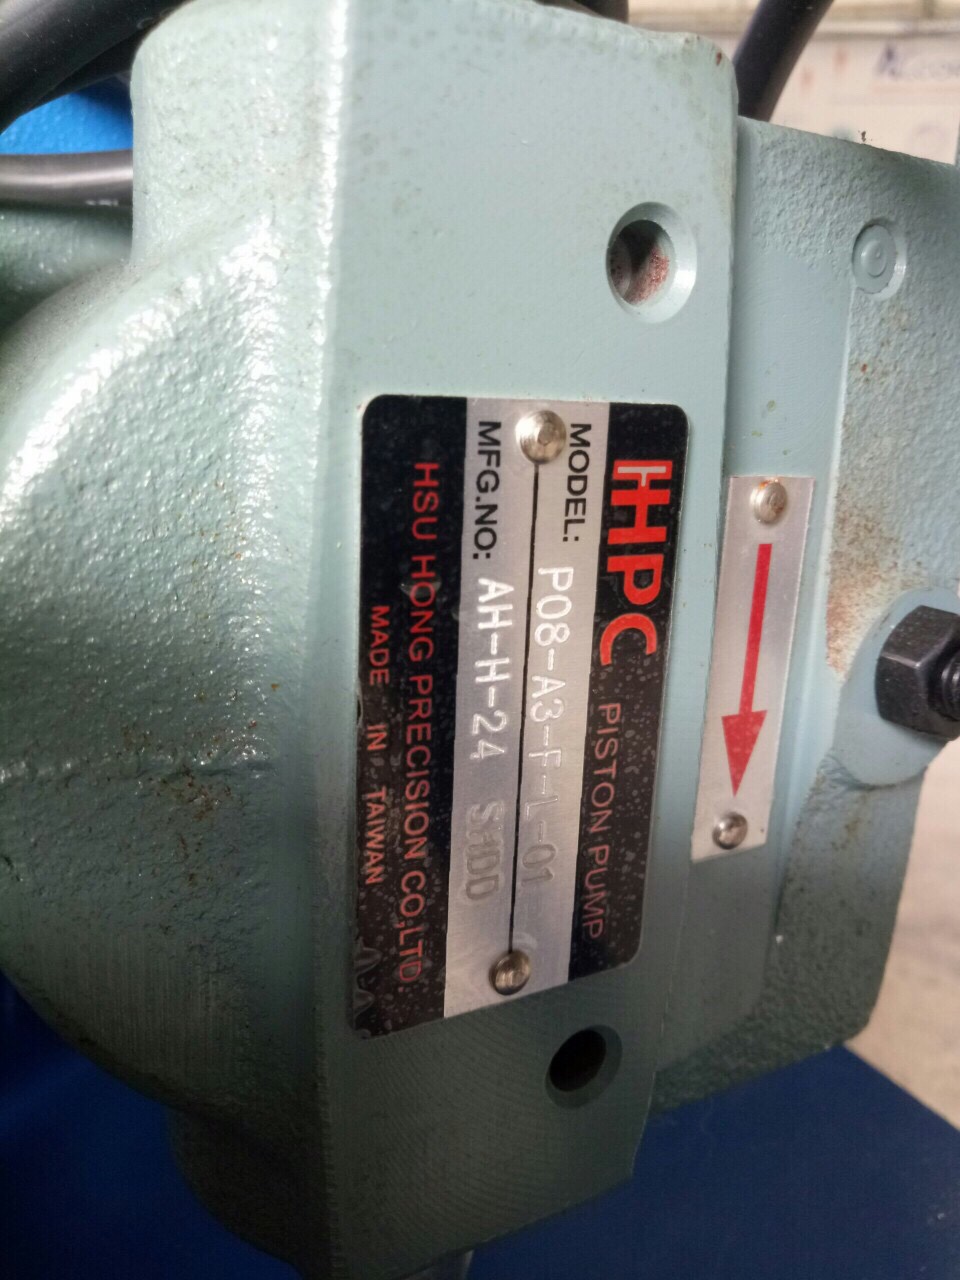 HHPC PISTON PUMP
MODEL: P08-A3-F-L-01
MFG.NO: AH-H-24
HSU HONG PRECISION CO.,LTD.
MADE IN TAIWAN